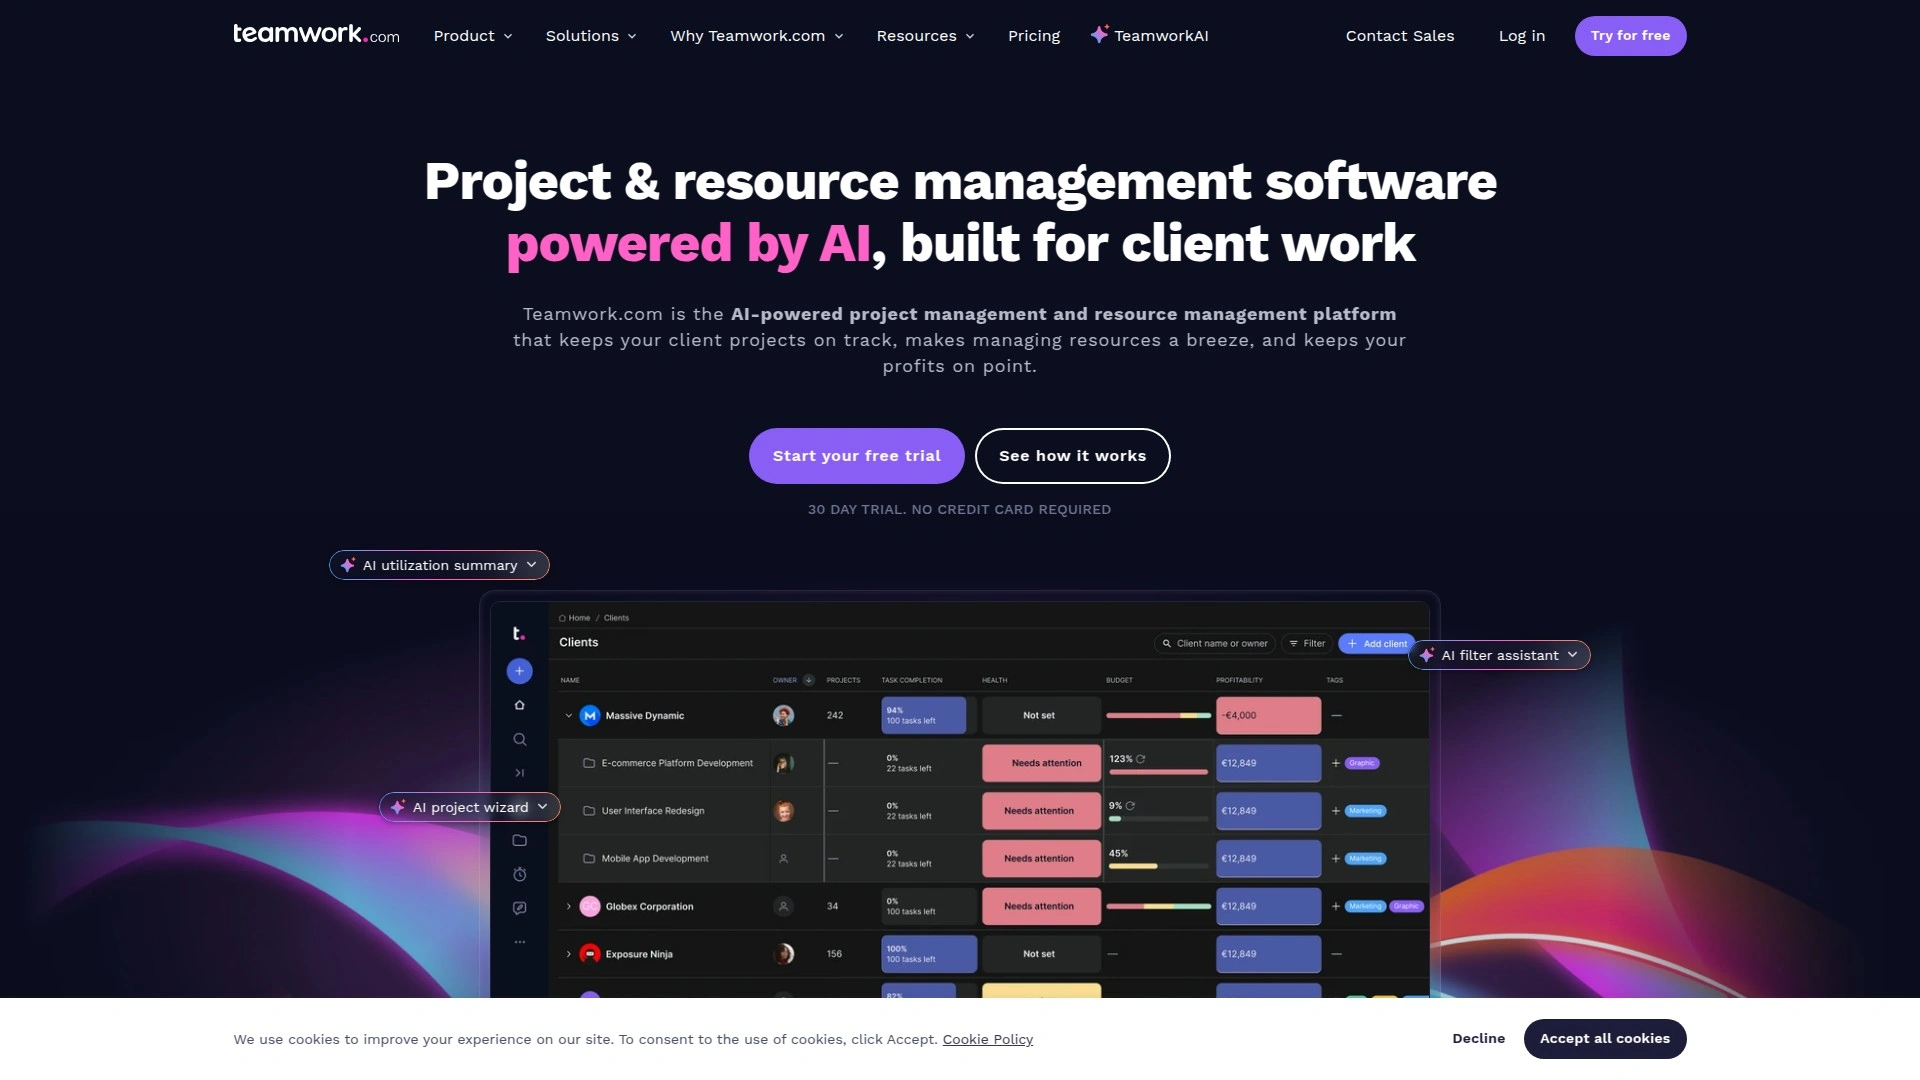 teamwork.com
Product
Solutions
Why Teamwork.com
Resources
Pricing
TeamworkAI
Contact Sales
Log in
Try for free
Project & resource management software
powered by AI, built for client work
Teamwork.com is the AI-powered project management and resource management platform
that keeps your client projects on track, makes managing resources a breeze, and keeps your
profits on point.
Start your free trial
See how it works
30 DAY TRIAL. NO CREDIT CARD REQUIRED
AI utilization summary
t.
Home / Clients
Clients
Client name or owner
Filter
Add client
AI filter assistant
NAME OWNER PROJECTS TASK COMPLETION HEALTH BUDGET PROFITABILITY TAGS
Massive Dynamic 242 94% 100 tasks left Not set -€4,000 —
E-commerce Platform Development — 0% 22 tasks left Needs attention 123% €12,849 + Graphic
AI project wizard
User Interface Redesign — 0% 22 tasks left Needs attention 9% €12,849 + Marketing
Mobile App Development — 0% 22 tasks left Needs attention 45% €12,849 + Marketing
GC Globex Corporation 34 0% 100 tasks left Needs attention €12,849 + Marketing Graphic
Exposure Ninja 156 100% 100 tasks left Not set — €12,849 —
82%
We use cookies to improve your experience on our site. To consent to the use of cookies, click Accept. Cookie Policy
Decline
Accept all cookies